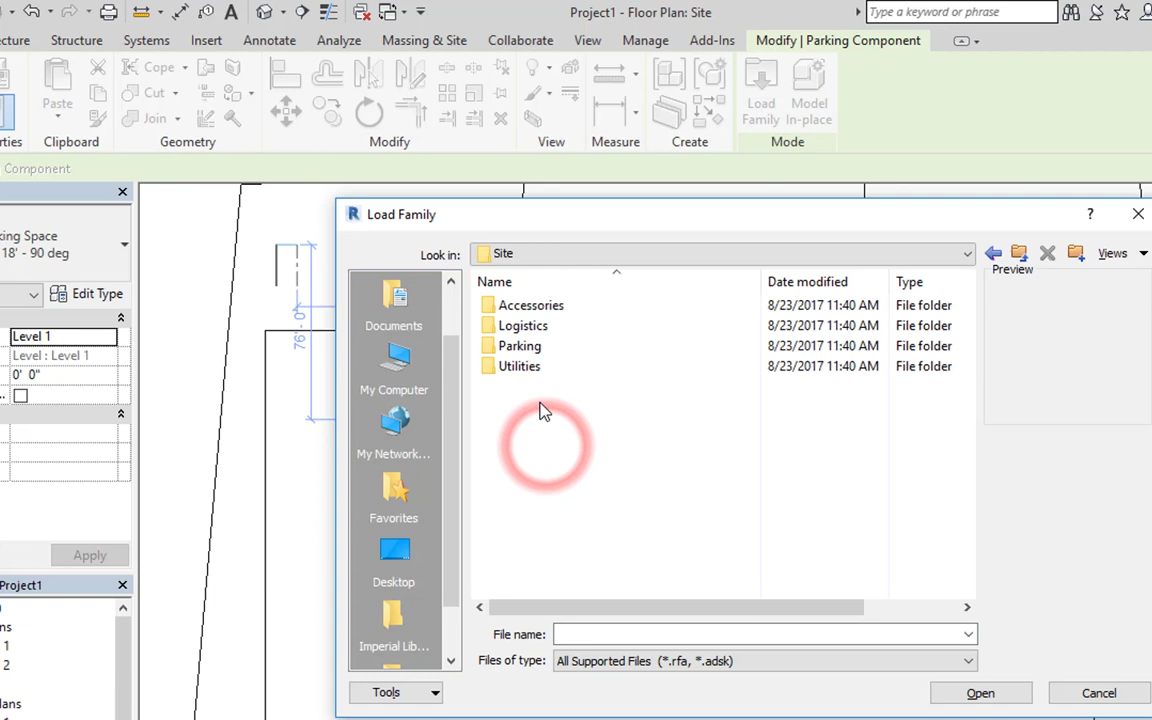 Project1 - Floor Plan: Site
Type a keyword or phrase
cture Structure Systems Insert Annotate Analyze Massing & Site Collaborate View Manage Add-Ins Modify | Parking Component
Paste
Cope
Cut
Join
Load Family
Model In-place
rties Clipboard Geometry Modify View Measure Create Mode
Component
king Space
18' - 90 deg
Edit Type
Level 1
Level : Level 1
0' 0"
Apply
Project1
ns
1
2
lans
76' - 0"
Load Family
?
Look in: Site
Views
Preview
Name Date modified Type
Accessories 8/23/2017 11:40 AM File folder
Logistics 8/23/2017 11:40 AM File folder
Parking 8/23/2017 11:40 AM File folder
Utilities 8/23/2017 11:40 AM File folder
Documents
My Computer
My Network...
Favorites
Desktop
Imperial Lib...
File name:
Files of type: All Supported Files (*.rfa, *.adsk)
Tools
Open
Cancel